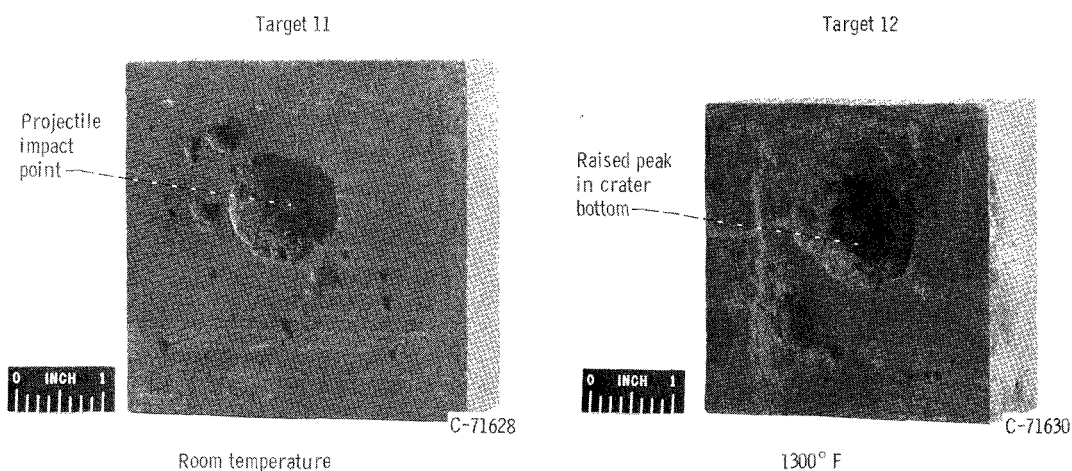 Target 11
Target 12
Projectile
impact
point
Raised peak
in crater
bottom
0 INCH 1
C-71628
0 INCH 1
C-71630
Room temperature
1300° F